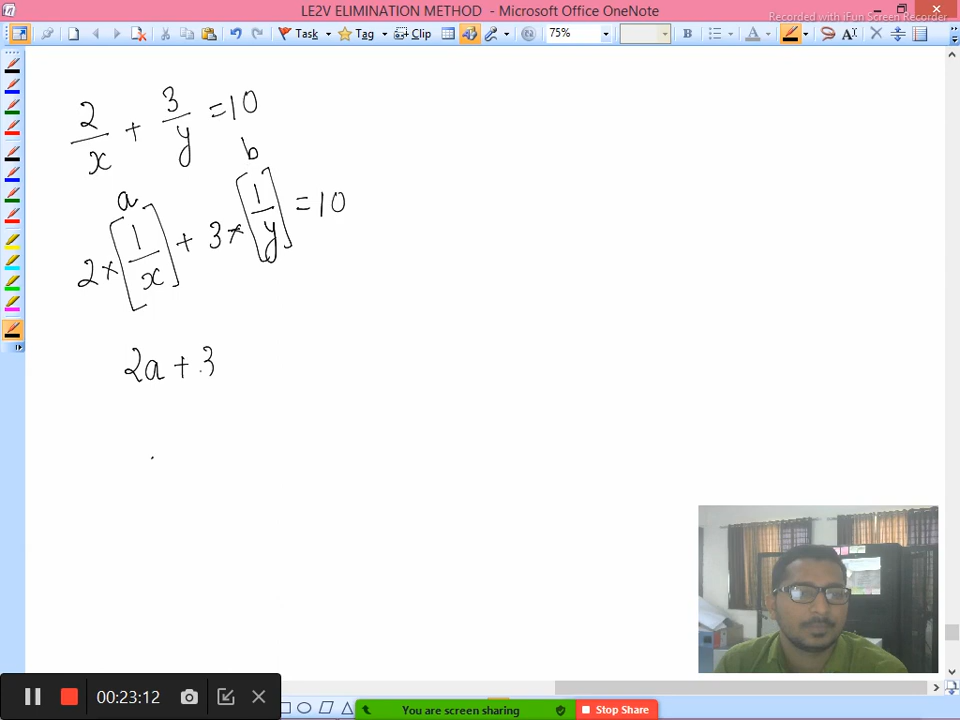 LE2V ELIMINATION METHOD - Microsoft Office OneNote
Recorded with iFun Screen Recorder
Task Tag Clip 75% B A
2/x + 3/y = 10
a b
2 × [1/x] + 3 × [1/y] = 10
2a + 3
00:23:12
You are screen sharing Stop Share